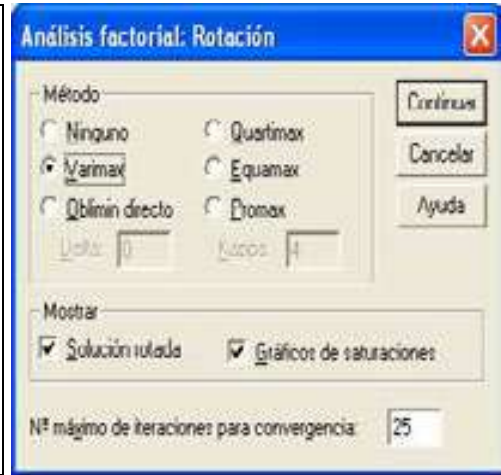 Análisis factorial: Rotación
Método
Ninguno
Quartimax
Varimax
Equamax
Oblimin directo
Promax
Delta: 0
Kappa: 4
Continuar
Cancelar
Ayuda
Mostrar
Solución rotada
Gráficos de saturaciones
Nº máximo de iteraciones para convergencia: 25